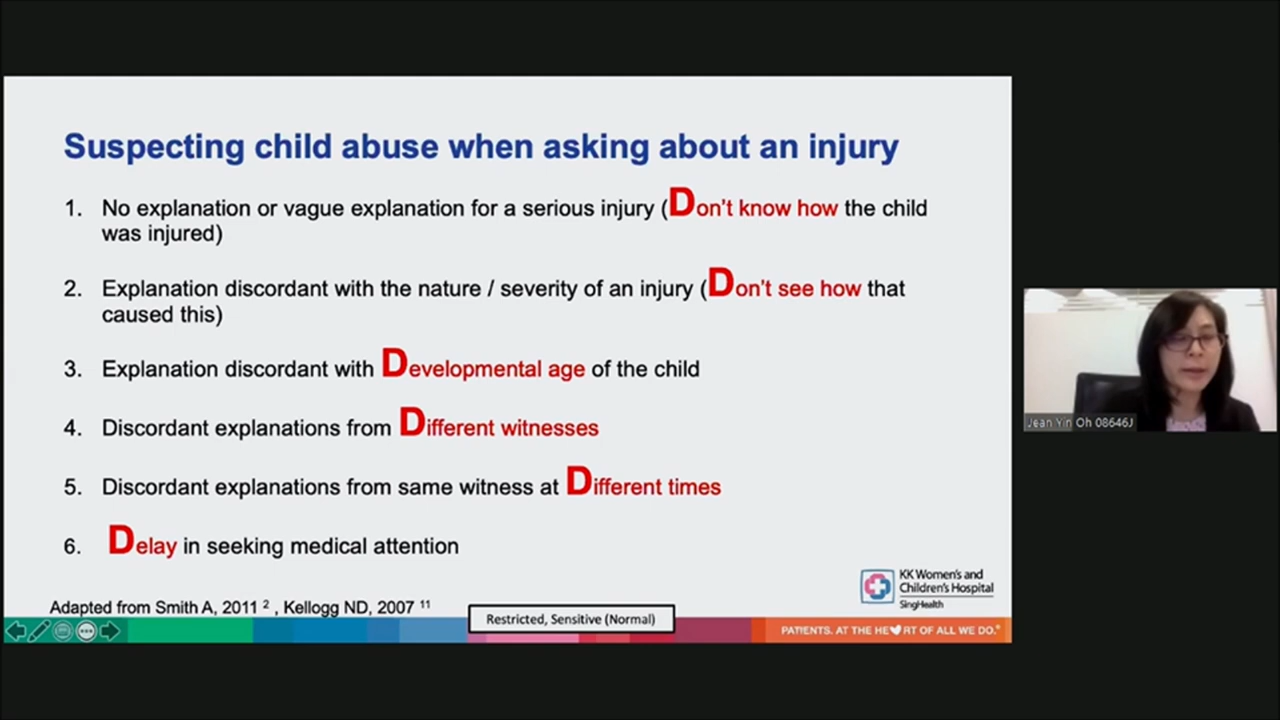 Suspecting child abuse when asking about an injury
1. No explanation or vague explanation for a serious injury (Don't know how the child
was injured)
2. Explanation discordant with the nature / severity of an injury (Don't see how that
caused this)
3. Explanation discordant with Developmental age of the child
4. Discordant explanations from Different witnesses
5. Discordant explanations from same witness at Different times
6. Delay in seeking medical attention
Adapted from Smith A, 2011 2 , Kellogg ND, 2007 11
KK Women's and
Children's Hospital
SingHealth
Restricted, Sensitive (Normal)
PATIENTS. AT THE HE♥RT OF ALL WE DO.®
Jean Yin Oh 08646J